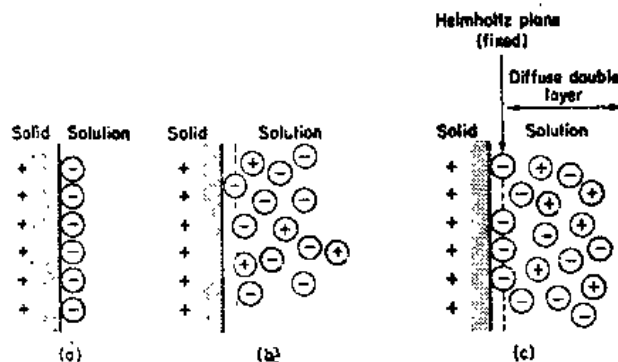 Helmholtz plane
(fixed)
Diffuse double
layer
Solid Solution
Solid Solution
Solid Solution
(a)
(b)
(c)